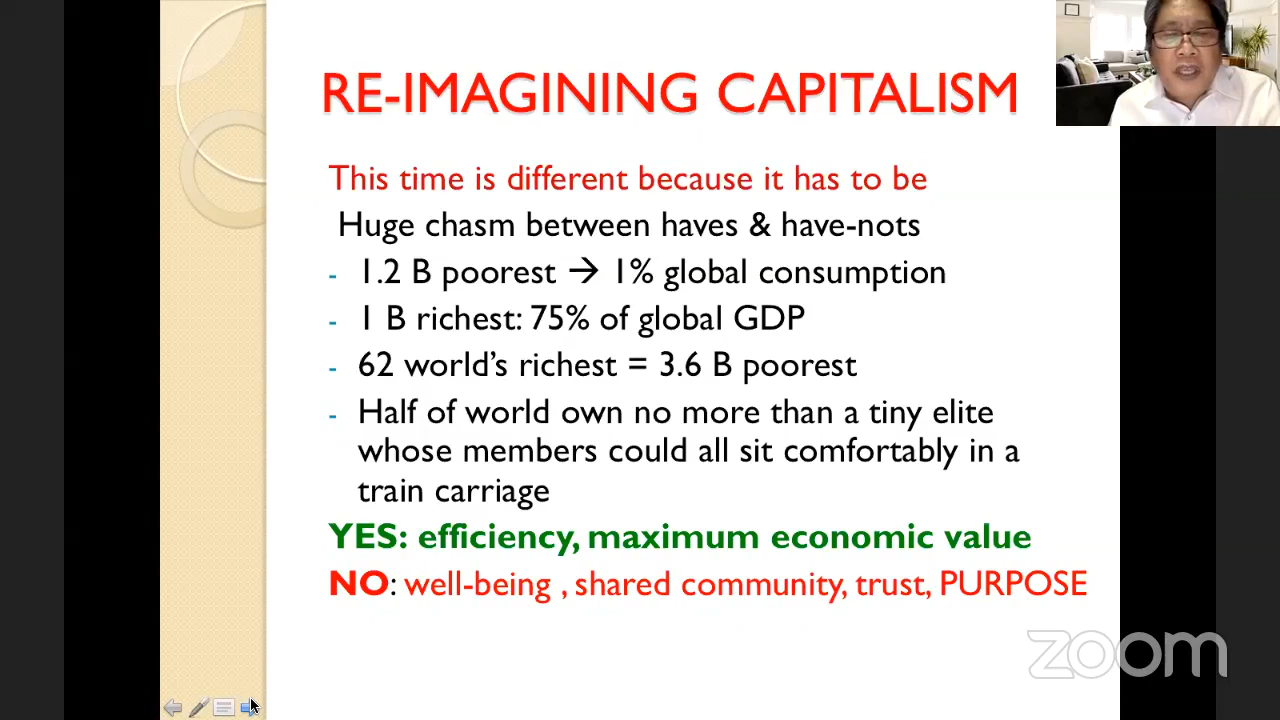 RE-IMAGINING CAPITALISM
This time is different because it has to be
Huge chasm between haves & have-nots
- 1.2 B poorest → 1% global consumption
- 1 B richest: 75% of global GDP
- 62 world's richest = 3.6 B poorest
- Half of world own no more than a tiny elite
whose members could all sit comfortably in a
train carriage
YES: efficiency, maximum economic value
NO: well-being , shared community, trust, PURPOSE
zoom